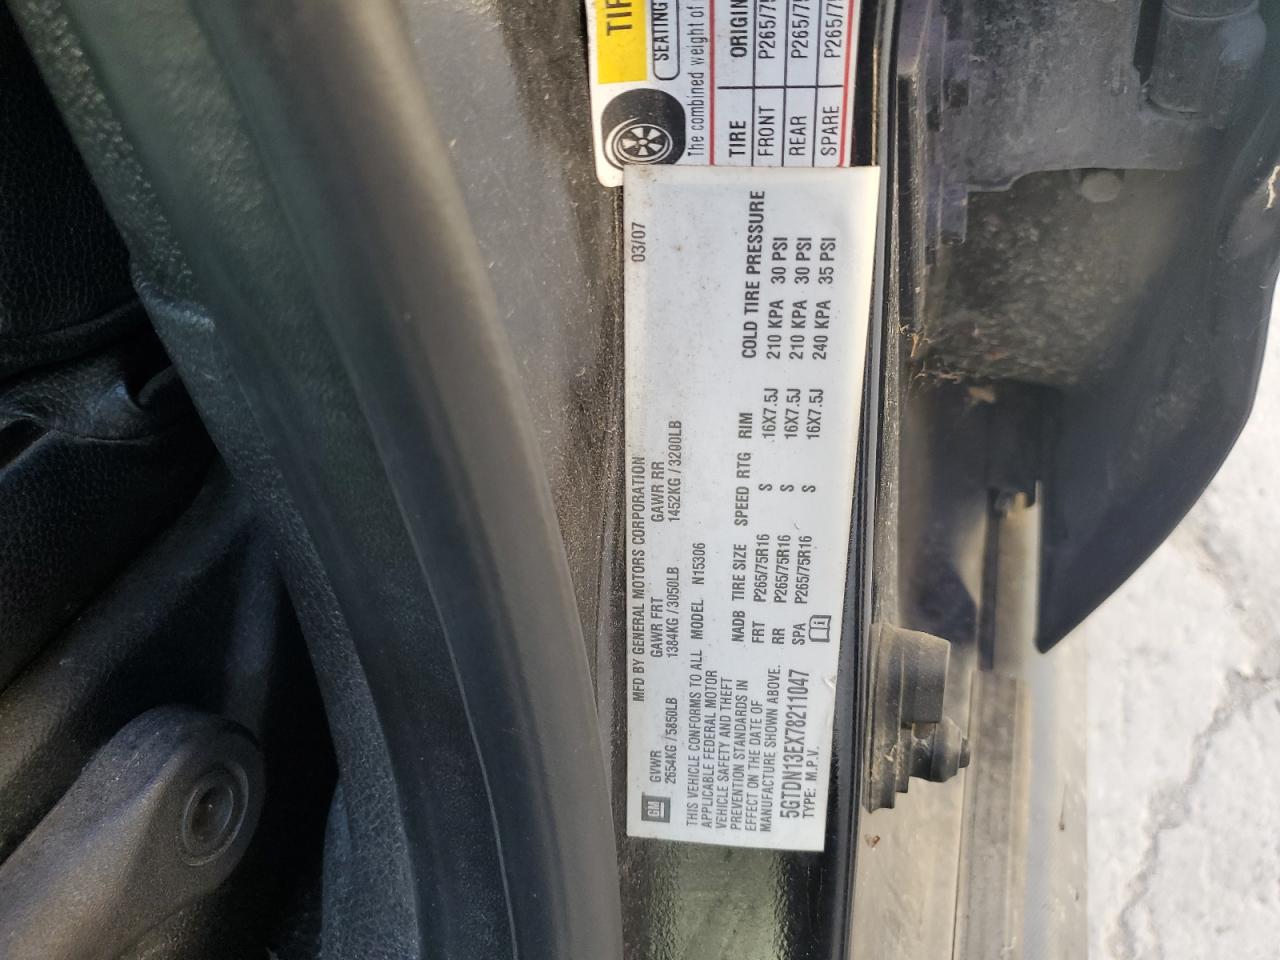 TIR
SEATING
The combined weight of
TIRE ORIGIN
FRONT P265/75
REAR P265/75
SPARE P265/75
GM
MFD BY GENERAL MOTORS CORPORATION 03/07
GVWR GAWR FRT GAWR RR
2654KG/5850LB 1384KG/3050LB 1452KG/3200LB
THIS VEHICLE CONFORMS TO ALL MODEL N15306
APPLICABLE FEDERAL MOTOR
VEHICLE SAFETY AND THEFT
PREVENTION STANDARDS IN
EFFECT ON THE DATE OF
MANUFACTURE SHOWN ABOVE.
5GTDN13EX78211047
TYPE: M.P.V.
NADB TIRE SIZE SPEED RTG RIM COLD TIRE PRESSURE
FRT P265/75R16 S 16X7.5J 210 KPA 30 PSI
RR P265/75R16 S 16X7.5J 210 KPA 30 PSI
SPA P265/75R16 S 16X7.5J 240 KPA 35 PSI